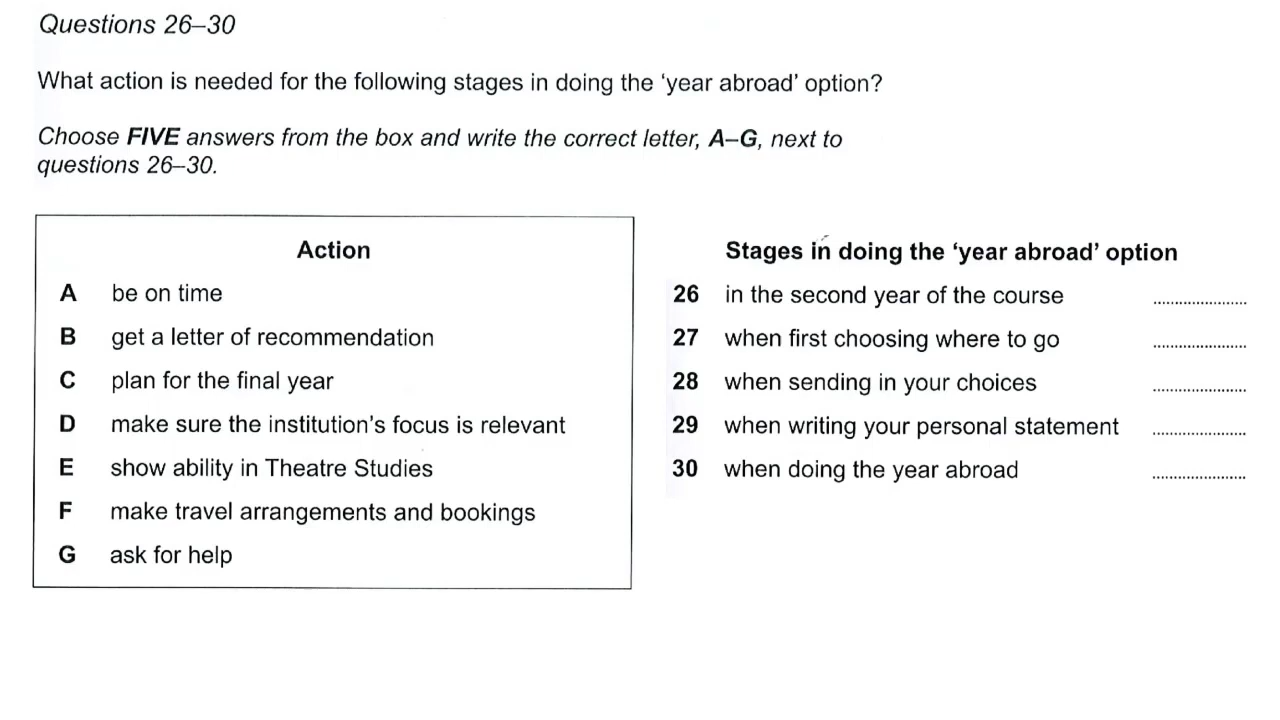 Questions 26–30
What action is needed for the following stages in doing the ‘year abroad’ option?
Choose FIVE answers from the box and write the correct letter, A–G, next to
questions 26–30.
Action
A be on time
B get a letter of recommendation
C plan for the final year
D make sure the institution's focus is relevant
E show ability in Theatre Studies
F make travel arrangements and bookings
G ask for help
Stages in doing the ‘year abroad’ option
26 in the second year of the course ......................
27 when first choosing where to go ......................
28 when sending in your choices ......................
29 when writing your personal statement ......................
30 when doing the year abroad ......................